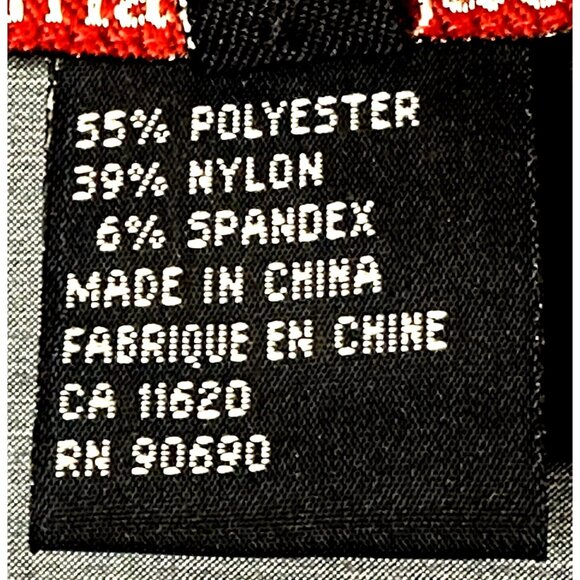 55% POLYESTER
39% NYLON
6% SPANDEX
MADE IN CHINA
FABRIQUE EN CHINE
CA 11620
RN 90690